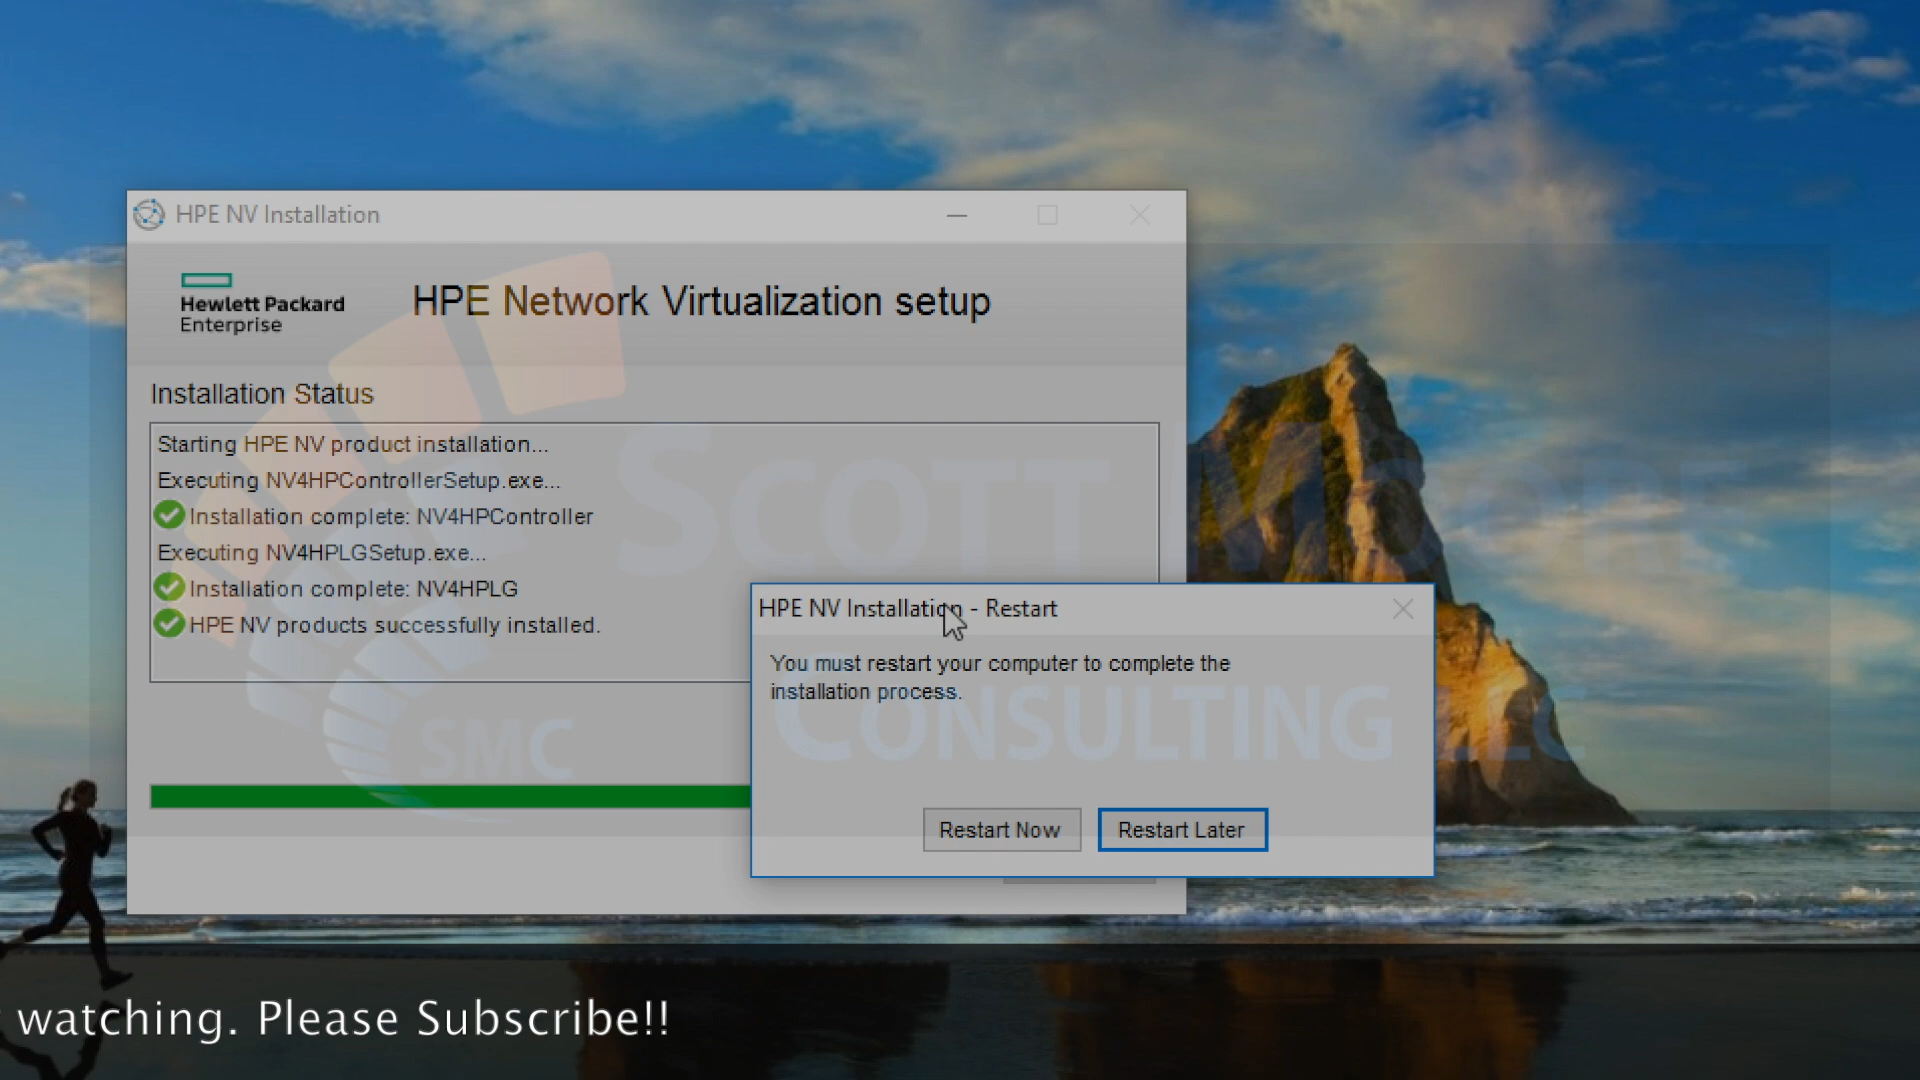 HPE NV Installation
Hewlett Packard
Enterprise
HPE Network Virtualization setup
Installation Status
Starting HPE NV product installation...
Executing NV4HPControllerSetup.exe...
Installation complete: NV4HPController
Executing NV4HPLGSetup.exe...
Installation complete: NV4HPLG
HPE NV products successfully installed.
HPE NV Installation - Restart
You must restart your computer to complete the
installation process.
Restart Now
Restart Later
SCOTT MOORE
CONSULTING LLC
SMC
watching. Please Subscribe!!